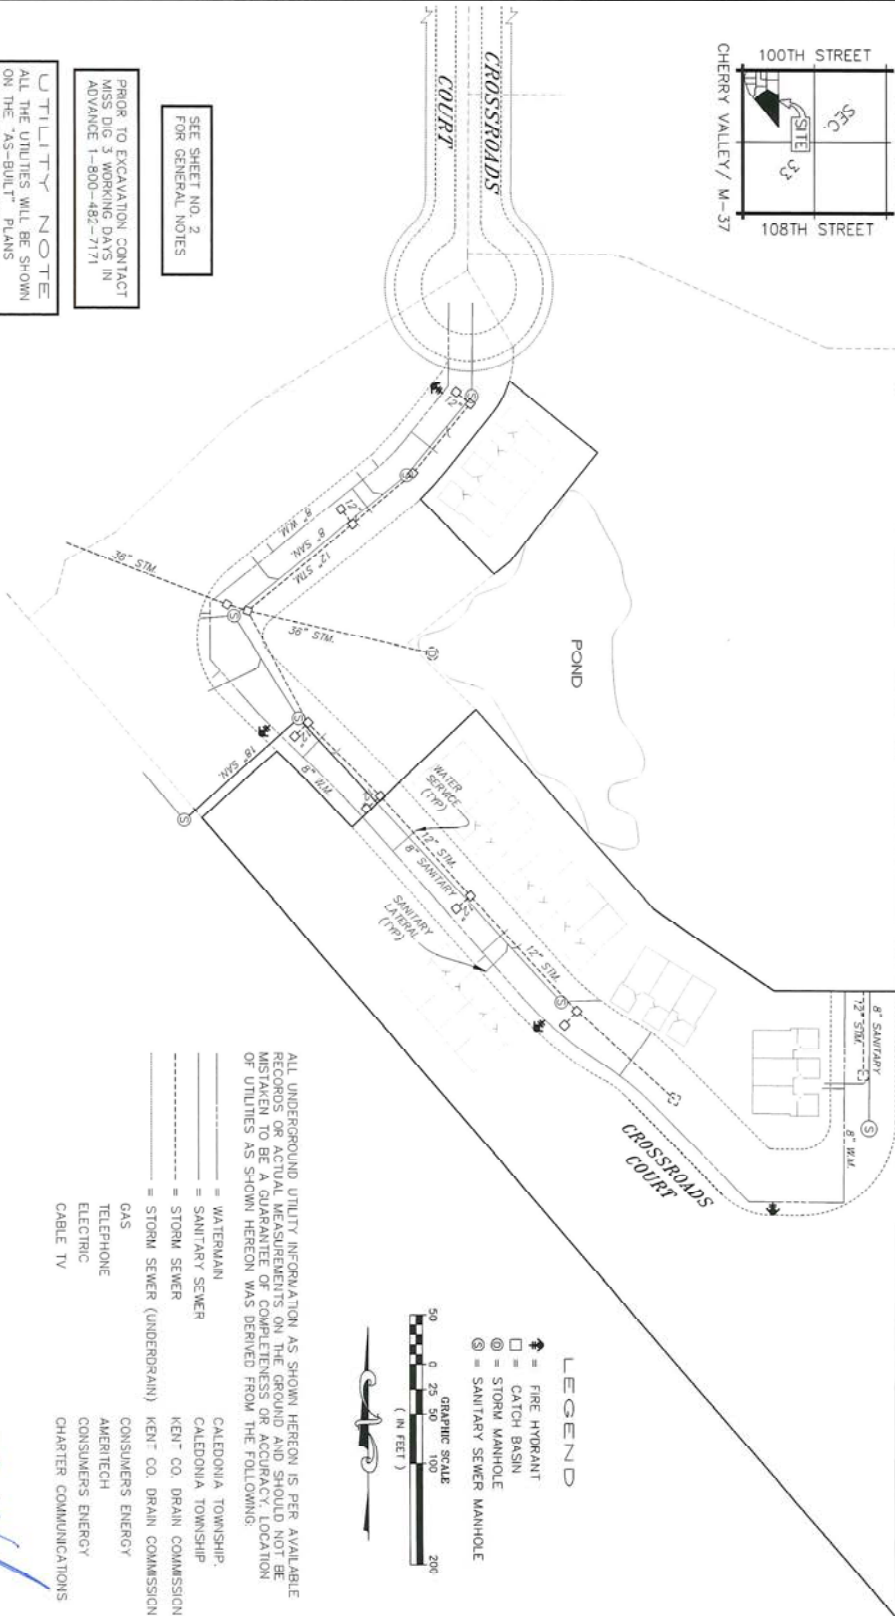 100TH STREET
SEC.
33
SITE
CHERRY VALLEY/ M-37
108TH STREET
CROSSROADS
COURT
SEE SHEET NO. 2
FOR GENERAL NOTES
PRIOR TO EXCAVATION CONTACT
MISS DIG 3 WORKING DAYS IN
ADVANCE 1-800-482-7171
UTILITY NOTE
ALL THE UTILITIES WILL BE SHOWN
ON THE "AS-BUILT" PLANS
12"
12"
8" W.M.
8" SAN.
12" STM.
36" STM.
36" STM.
POND
12"
18" SAN.
8" W.M.
WATER
SERVICE
(TYP)
12" STM.
8" SANITARY
SANITARY
LATERAL
(TYP)
12"
12" STM.
8" SANITARY
12" STM.
8" W.M.
CROSSROADS
COURT
LEGEND
= FIRE HYDRANT
= CATCH BASIN
= STORM MANHOLE
= SANITARY SEWER MANHOLE
GRAPHIC SCALE
50 0 25 50 100 200
( IN FEET )
ALL UNDERGROUND UTILITY INFORMATION AS SHOWN HEREON IS PER AVAILABLE
RECORDS OR ACTUAL MEASUREMENTS ON THE GROUND AND SHOULD NOT BE
MISTAKEN TO BE A GUARANTEE OF COMPLETENESS OR ACCURACY. LOCATION
OF UTILITIES AS SHOWN HEREON WAS DERIVED FROM THE FOLLOWING:
= WATERMAIN CALEDONIA TOWNSHIP.
= SANITARY SEWER CALEDONIA TOWNSHIP
= STORM SEWER KENT CO. DRAIN COMMISSION
= STORM SEWER (UNDERDRAIN) KENT CO. DRAIN COMMISSION
GAS CONSUMERS ENERGY
TELEPHONE AMERITECH
ELECTRIC CONSUMERS ENERGY
CABLE TV CHARTER COMMUNICATIONS